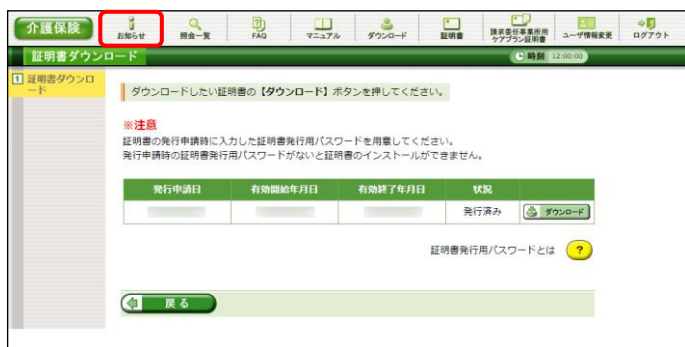 介護保険
お知らせ
照会一覧
FAQ
マニュアル
ダウンロード
証明書
請求委任事業所用
ケアプラン証明書
ユーザ情報変更
ログアウト
証明書ダウンロード
時刻 12:00:00
1 証明書ダウンロ
ード
ダウンロードしたい証明書の【ダウンロード】ボタンを押してください。
※注意
証明書の発行申請時に入力した証明書発行用パスワードを用意してください。
発行申請時の証明書発行用パスワードがないと証明書のインストールができません。
発行申請日 有効開始年月日 有効終了年月日 状況
発行済み ダウンロード
証明書発行用パスワードとは ?
戻る